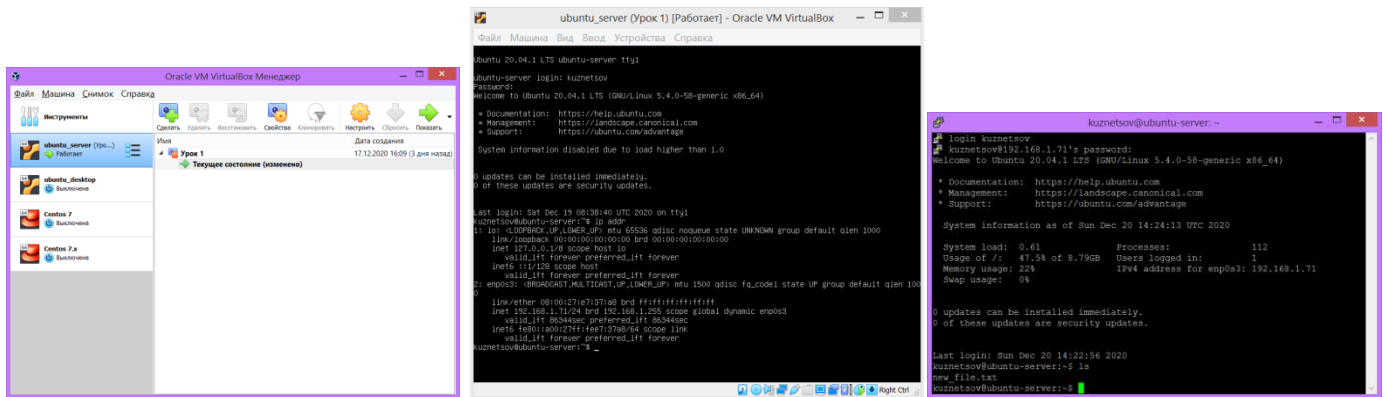 Oracle VM VirtualBox Менеджер
Файл Машина Снимок Справка
Инструменты
Сделать Удалить Восстановить Свойства Клонировать Настроить Сбросить Показать
ubuntu_server (Уро...)
Работает
ubuntu_desktop
Выключена
Centos 7
Выключена
Centos 7.x
Выключена
Имя Дата создания
Урок 1 17.12.2020 16:09 (3 дня назад)
Текущее состояние (изменено)
ubuntu_server (Урок 1) [Работает] - Oracle VM VirtualBox
Файл Машина Вид Ввод Устройства Справка
Ubuntu 20.04.1 LTS ubuntu-server tty1
ubuntu-server login: kuznetsov
Password:
Welcome to Ubuntu 20.04.1 LTS (GNU/Linux 5.4.0-58-generic x86_64)
* Documentation: https://help.ubuntu.com
* Management: https://landscape.canonical.com
* Support: https://ubuntu.com/advantage
System information disabled due to load higher than 1.0
0 updates can be installed immediately.
0 of these updates are security updates.
Last login: Sat Dec 19 08:38:40 UTC 2020 on tty1
kuznetsov@ubuntu-server:~$ ip addr
1: lo: <LOOPBACK,UP,LOWER_UP> mtu 65536 qdisc noqueue state UNKNOWN group default qlen 1000
link/loopback 00:00:00:00:00:00 brd 00:00:00:00:00:00
inet 127.0.0.1/8 scope host lo
valid_lft forever preferred_lft forever
inet6 ::1/128 scope host
valid_lft forever preferred_lft forever
2: enp0s3: <BROADCAST,MULTICAST,UP,LOWER_UP> mtu 1500 qdisc fq_codel state UP group default qlen 100
0
link/ether 08:00:27:e7:37:a8 brd ff:ff:ff:ff:ff:ff
inet 192.168.1.71/24 brd 192.168.1.255 scope global dynamic enp0s3
valid_lft 86344sec preferred_lft 86344sec
inet6 fe80::a00:27ff:fee7:37a8/64 scope link
valid_lft forever preferred_lft forever
kuznetsov@ubuntu-server:~$ _
Right Ctrl
kuznetsov@ubuntu-server: ~
login kuznetsov
kuznetsov@192.168.1.71's password:
Welcome to Ubuntu 20.04.1 LTS (GNU/Linux 5.4.0-58-generic x86_64)
* Documentation: https://help.ubuntu.com
* Management: https://landscape.canonical.com
* Support: https://ubuntu.com/advantage
System information as of Sun Dec 20 14:24:13 UTC 2020
System load: 0.61 Processes: 112
Usage of /: 47.5% of 8.79GB Users logged in: 1
Memory usage: 22% IPv4 address for enp0s3: 192.168.1.71
Swap usage: 0%
0 updates can be installed immediately.
0 of these updates are security updates.
Last login: Sun Dec 20 14:22:56 2020
kuznetsov@ubuntu-server:~$ ls
new_file.txt
kuznetsov@ubuntu-server:~$